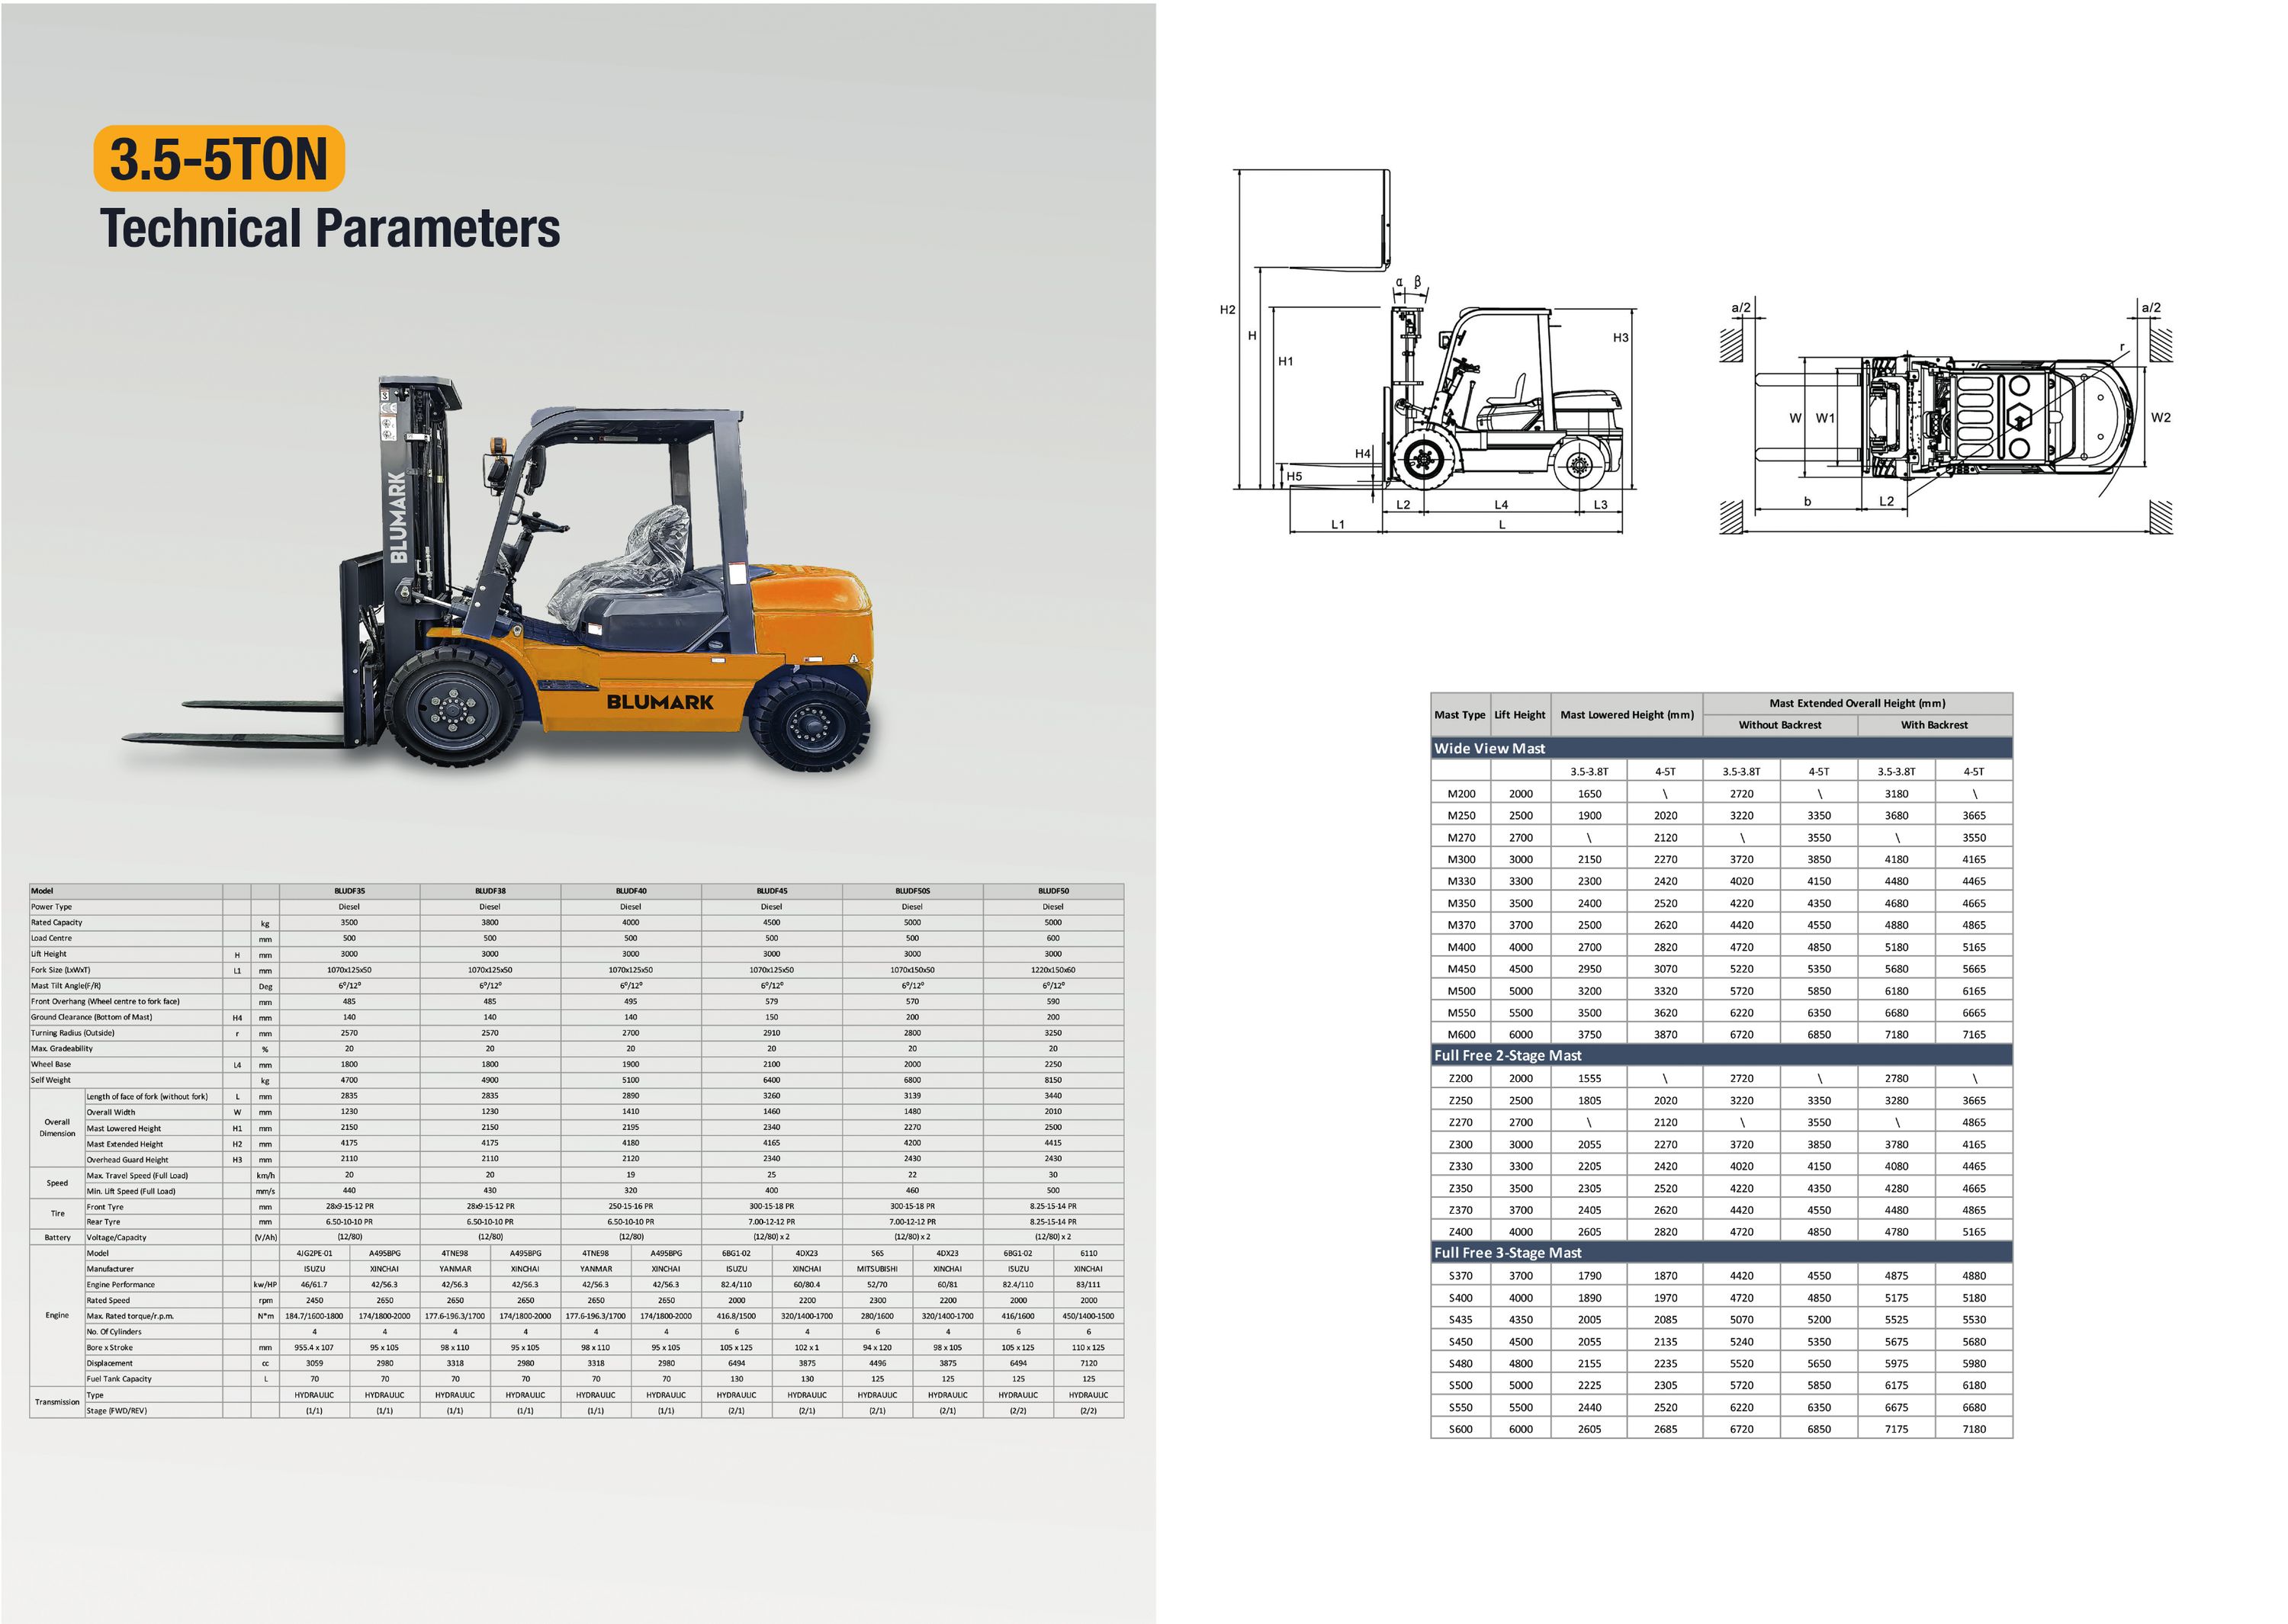 3.5-5TON
Technical Parameters
BLUMARK
BLUMARK
Model BLUDF35 BLUDF38 BLUDF40 BLUDF45 BLUDF50S BLUDF50
Power Type Diesel Diesel Diesel Diesel Diesel Diesel
Rated Capacity kg 3500 3800 4000 4500 5000 5000
Load Centre mm 500 500 500 500 500 600
Lift Height H mm 3000 3000 3000 3000 3000 3000
Fork Size (LxWxT) L1 mm 1070x125x50 1070x125x50 1070x125x50 1070x125x50 1070x150x50 1220x150x60
Mast Tilt Angle(F/R) Deg 6⁰/12⁰ 6⁰/12⁰ 6⁰/12⁰ 6⁰/12⁰ 6⁰/12⁰ 6⁰/12⁰
Front Overhang (Wheel centre to fork face) mm 485 485 495 579 570 590
Ground Clearance (Bottom of Mast) H4 mm 140 140 140 150 200 200
Turning Radius (Outside) r mm 2570 2570 2700 2910 2800 3250
Max. Gradeability % 20 20 20 20 20 20
Wheel Base L4 mm 1800 1800 1900 2100 2000 2250
Self Weight kg 4700 4900 5100 6400 6800 8150
Overall Dimension
Length of face of fork (without fork) L mm 2835 2835 2890 3260 3139 3440
Overall Width W mm 1230 1230 1410 1460 1480 2010
Mast Lowered Height H1 mm 2150 2150 2195 2340 2270 2500
Mast Extended Height H2 mm 4175 4175 4180 4165 4200 4415
Overhead Guard Height H3 mm 2110 2110 2120 2340 2430 2430
Speed
Max. Travel Speed (Full Load) km/h 20 20 19 25 22 30
Min. Lift Speed (Full Load) mm/s 440 430 320 400 460 500
Tire
Front Tyre mm 28x9-15-12 PR 28x9-15-12 PR 250-15-16 PR 300-15-18 PR 300-15-18 PR 8.25-15-14 PR
Rear Tyre mm 6.50-10-10 PR 6.50-10-10 PR 6.50-10-10 PR 7.00-12-12 PR 7.00-12-12 PR 8.25-15-14 PR
Battery Voltage/Capacity (V/Ah) (12/80) (12/80) (12/80) (12/80) x 2 (12/80) x 2 (12/80) x 2
Engine
Model 4JG2PE-01 A495BPG 4TNE98 A495BPG 4TNE98 A495BPG 6BG1-02 4DX23 S6S 4DX23 6BG1-02 6110
Manufacturer ISUZU XINCHAI YANMAR XINCHAI YANMAR XINCHAI ISUZU XINCHAI MITSUBISHI XINCHAI ISUZU XINCHAI
Engine Performance kw/HP 46/61.7 42/56.3 42/56.3 42/56.3 42/56.3 42/56.3 82.4/110 60/80.4 52/70 60/81 82.4/110 83/111
Rated Speed rpm 2450 2650 2650 2650 2650 2650 2000 2200 2300 2200 2000 2000
Max. Rated torque/r.p.m. N*m 184.7/1600-1800 174/1800-2000 177.6-196.3/1700 174/1800-2000 177.6-196.3/1700 174/1800-2000 416.8/1500 320/1400-1700 280/1600 320/1400-1700 416/1600 450/1400-1500
No. Of Cylinders 4 4 4 4 4 4 6 4 6 4 6 6
Bore x Stroke mm 955.4 x 107 95 x 105 98 x 110 95 x 105 98 x 110 95 x 105 105 x 125 102 x 1 94 x 120 98 x 105 105 x 125 110 x 125
Displacement cc 3059 2980 3318 2980 3318 2980 6494 3875 4496 3875 6494 7120
Fuel Tank Capacity L 70 70 70 70 70 70 130 130 125 125 125 125
Transmission
Type HYDRAULIC HYDRAULIC HYDRAULIC HYDRAULIC HYDRAULIC HYDRAULIC HYDRAULIC HYDRAULIC HYDRAULIC HYDRAULIC HYDRAULIC HYDRAULIC
Stage (FWD/REV) (1/1) (1/1) (1/1) (1/1) (1/1) (1/1) (2/1) (2/1) (2/1) (2/1) (2/2) (2/2)
α β
H2
H
H1
H3
H4
H5
L2 L4 L3
L1 L
a/2 a/2
r
W W1 W2
b L2
Mast Type Lift Height Mast Lowered Height (mm) Mast Extended Overall Height (mm)
Without Backrest With Backrest
Wide View Mast
3.5-3.8T 4-5T 3.5-3.8T 4-5T 3.5-3.8T 4-5T
M200 2000 1650 \ 2720 \ 3180 \
M250 2500 1900 2020 3220 3350 3680 3665
M270 2700 \ 2120 \ 3550 \ 3550
M300 3000 2150 2270 3720 3850 4180 4165
M330 3300 2300 2420 4020 4150 4480 4465
M350 3500 2400 2520 4220 4350 4680 4665
M370 3700 2500 2620 4420 4550 4880 4865
M400 4000 2700 2820 4720 4850 5180 5165
M450 4500 2950 3070 5220 5350 5680 5665
M500 5000 3200 3320 5720 5850 6180 6165
M550 5500 3500 3620 6220 6350 6680 6665
M600 6000 3750 3870 6720 6850 7180 7165
Full Free 2-Stage Mast
Z200 2000 1555 \ 2720 \ 2780 \
Z250 2500 1805 2020 3220 3350 3280 3665
Z270 2700 \ 2120 \ 3550 \ 4865
Z300 3000 2055 2270 3720 3850 3780 4165
Z330 3300 2205 2420 4020 4150 4080 4465
Z350 3500 2305 2520 4220 4350 4280 4665
Z370 3700 2405 2620 4420 4550 4480 4865
Z400 4000 2605 2820 4720 4850 4780 5165
Full Free 3-Stage Mast
S370 3700 1790 1870 4420 4550 4875 4880
S400 4000 1890 1970 4720 4850 5175 5180
S435 4350 2005 2085 5070 5200 5525 5530
S450 4500 2055 2135 5240 5350 5675 5680
S480 4800 2155 2235 5520 5650 5975 5980
S500 5000 2225 2305 5720 5850 6175 6180
S550 5500 2440 2520 6220 6350 6675 6680
S600 6000 2605 2685 6720 6850 7175 7180